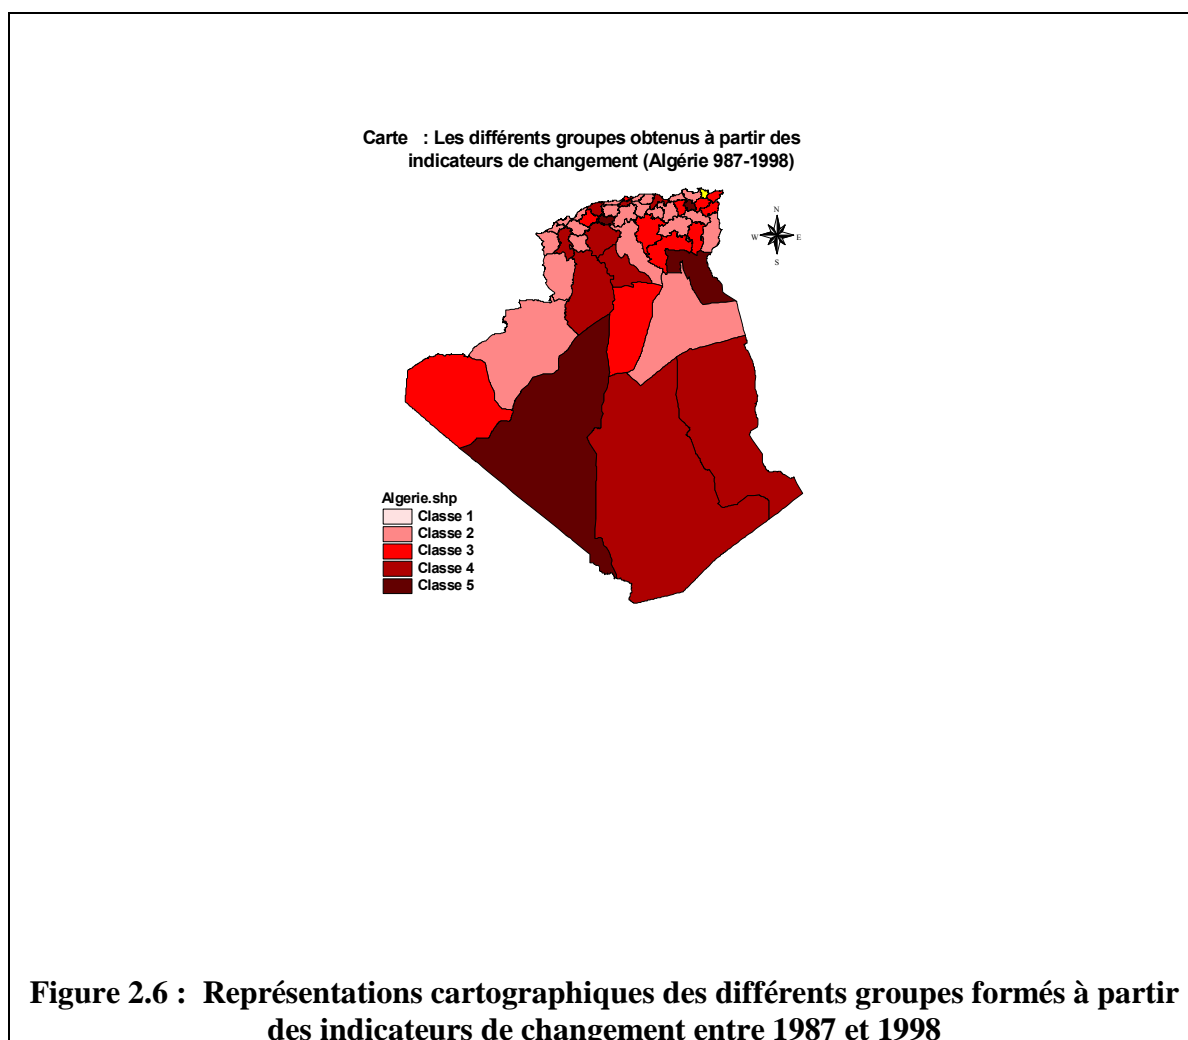 Carte : Les différents groupes obtenus à partir des
indicateurs de changement (Algérie 987-1998)
N
W E
S
Algerie.shp
Classe 1
Classe 2
Classe 3
Classe 4
Classe 5
Figure 2.6 : Représentations cartographiques des différents groupes formés à partir
des indicateurs de changement entre 1987 et 1998